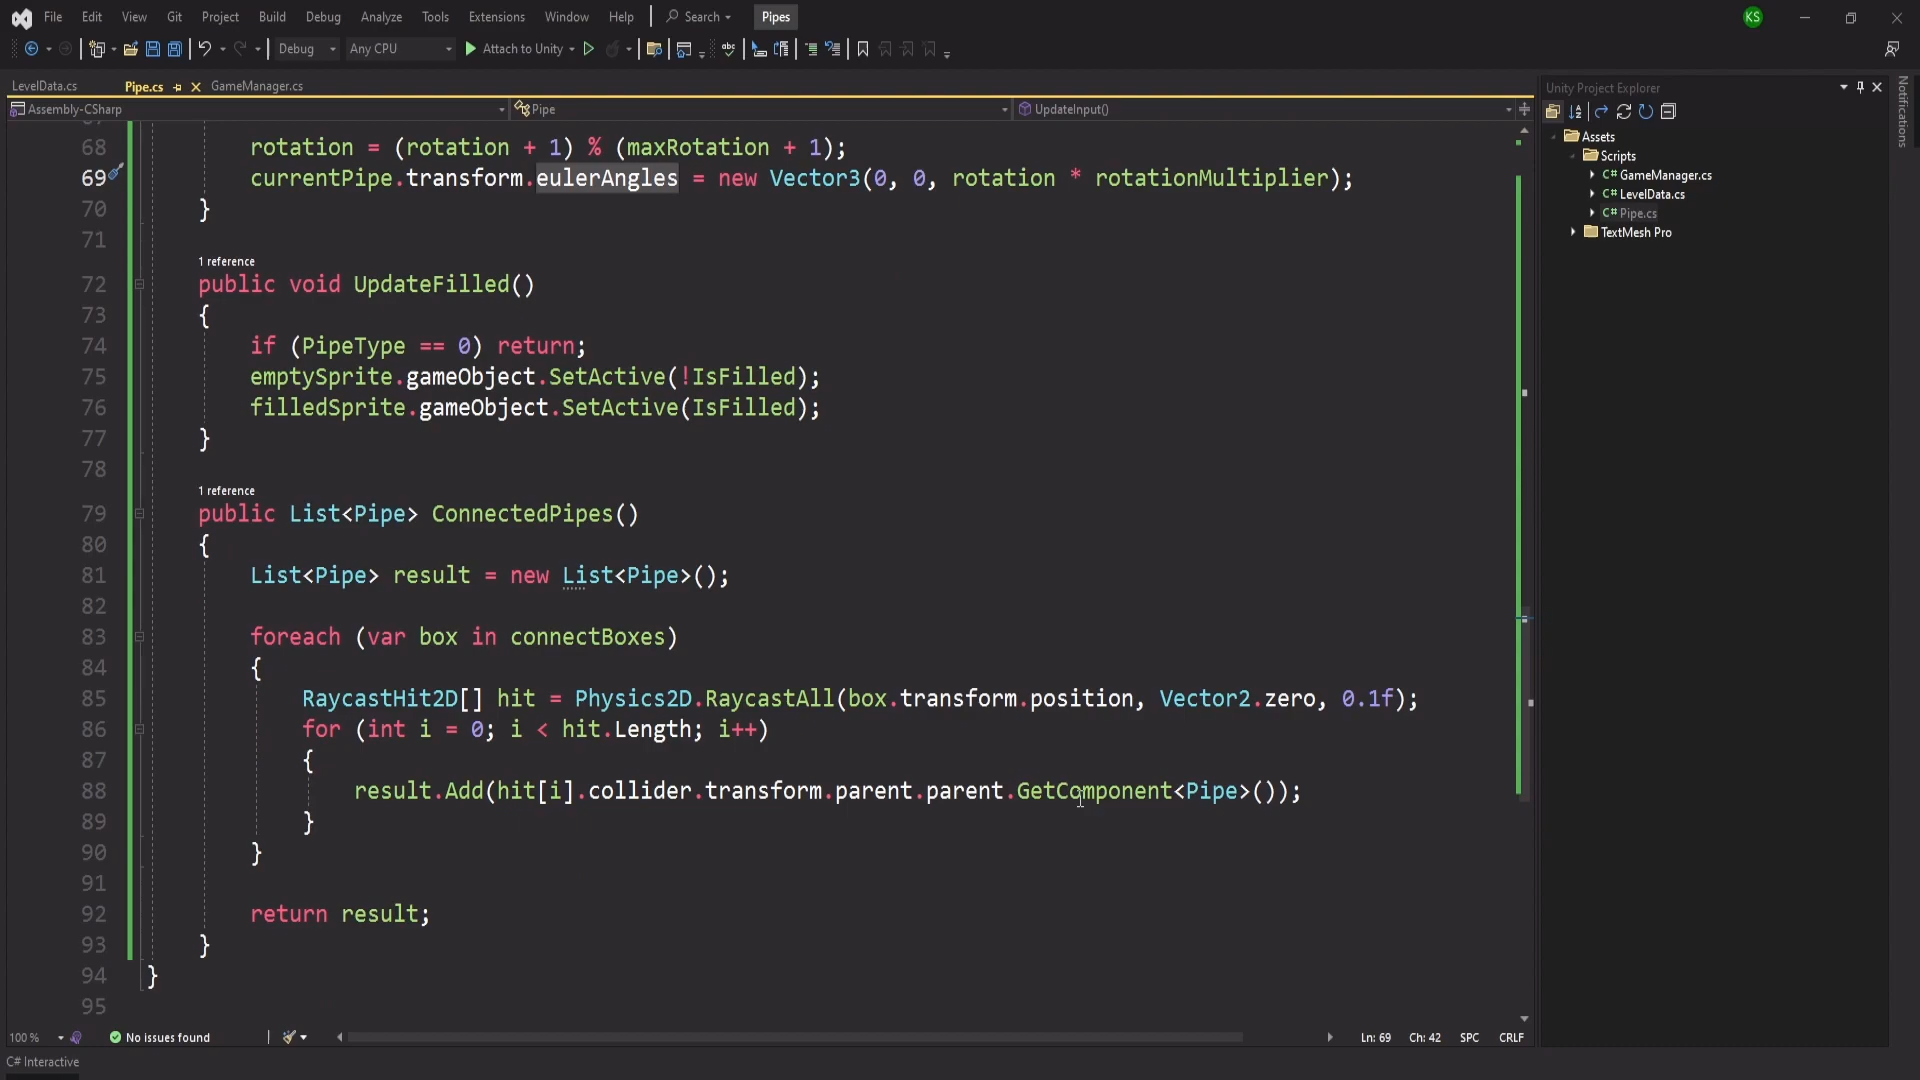 File Edit View Git Project Build Debug Analyze Tools Extensions Window Help Search Pipes KS
Debug Any CPU Attach to Unity
LevelData.cs Pipe.cs GameManager.cs
Assembly-CSharp Pipe UpdateInput()
68 rotation = (rotation + 1) % (maxRotation + 1);
69 currentPipe.transform.eulerAngles = new Vector3(0, 0, rotation * rotationMultiplier);
70 }
71
1 reference
72 public void UpdateFilled()
73 {
74 if (PipeType == 0) return;
75 emptySprite.gameObject.SetActive(!IsFilled);
76 filledSprite.gameObject.SetActive(IsFilled);
77 }
78
1 reference
79 public List<Pipe> ConnectedPipes()
80 {
81 List<Pipe> result = new List<Pipe>();
82
83 foreach (var box in connectBoxes)
84 {
85 RaycastHit2D[] hit = Physics2D.RaycastAll(box.transform.position, Vector2.zero, 0.1f);
86 for (int i = 0; i < hit.Length; i++)
87 {
88 result.Add(hit[i].collider.transform.parent.parent.GetComponent<Pipe>());
89 }
90 }
91
92 return result;
93 }
94 }
95
100 % No issues found Ln: 69 Ch: 42 SPC CRLF
C# Interactive
Unity Project Explorer
Assets
Scripts
C# GameManager.cs
C# LevelData.cs
C# Pipe.cs
TextMesh Pro
Notifications